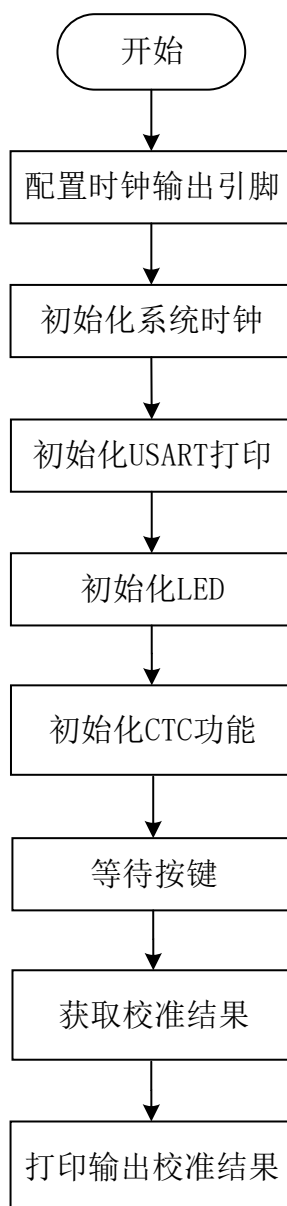 开始
配置时钟输出引脚
初始化系统时钟
初始化USART打印
初始化LED
初始化CTC功能
等待按键
获取校准结果
打印输出校准结果